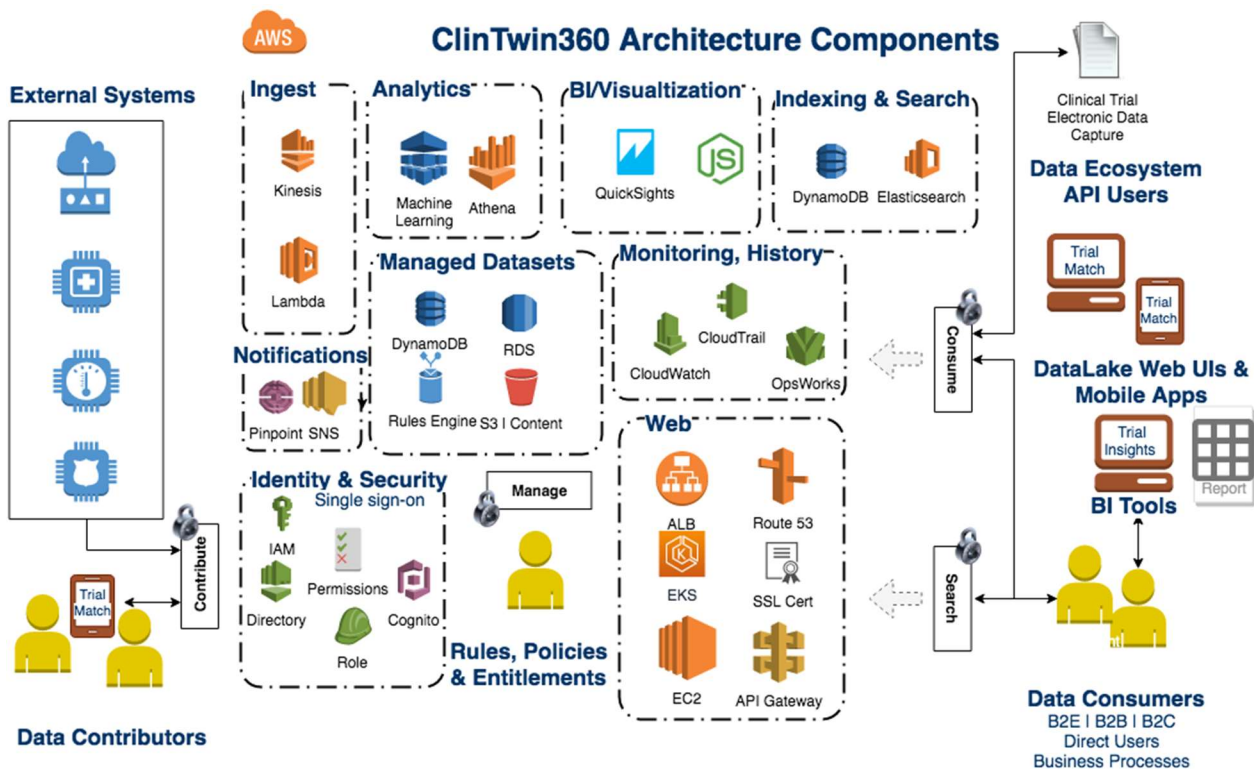 AWS
ClinTwin360 Architecture Components
External Systems
Ingest
Kinesis
Lambda
Analytics
Machine
Learning
Athena
BI/Visualtization
QuickSights
JS
Indexing & Search
DynamoDB
Elasticsearch
Clinical Trial
Electronic Data
Capture
Data Ecosystem
API Users
Managed Datasets
DynamoDB
RDS
Rules Engine
S3 | Content
Monitoring, History
CloudWatch
CloudTrail
OpsWorks
Consume
Trial
Match
Trial
Match
DataLake Web UIs &
Mobile Apps
Notifications
Pinpoint
SNS
Web
ALB
Route 53
K
EKS
SSL Cert
EC2
API Gateway
Trial
Insights
Report
BI Tools
Identity & Security
Single sign-on
IAM
Permissions
Directory
Cognito
Role
Manage
Rules, Policies
& Entitlements
Contribute
Trial
Match
Data Contributors
Search
Data Consumers
B2E | B2B | B2C
Direct Users
Business Processes